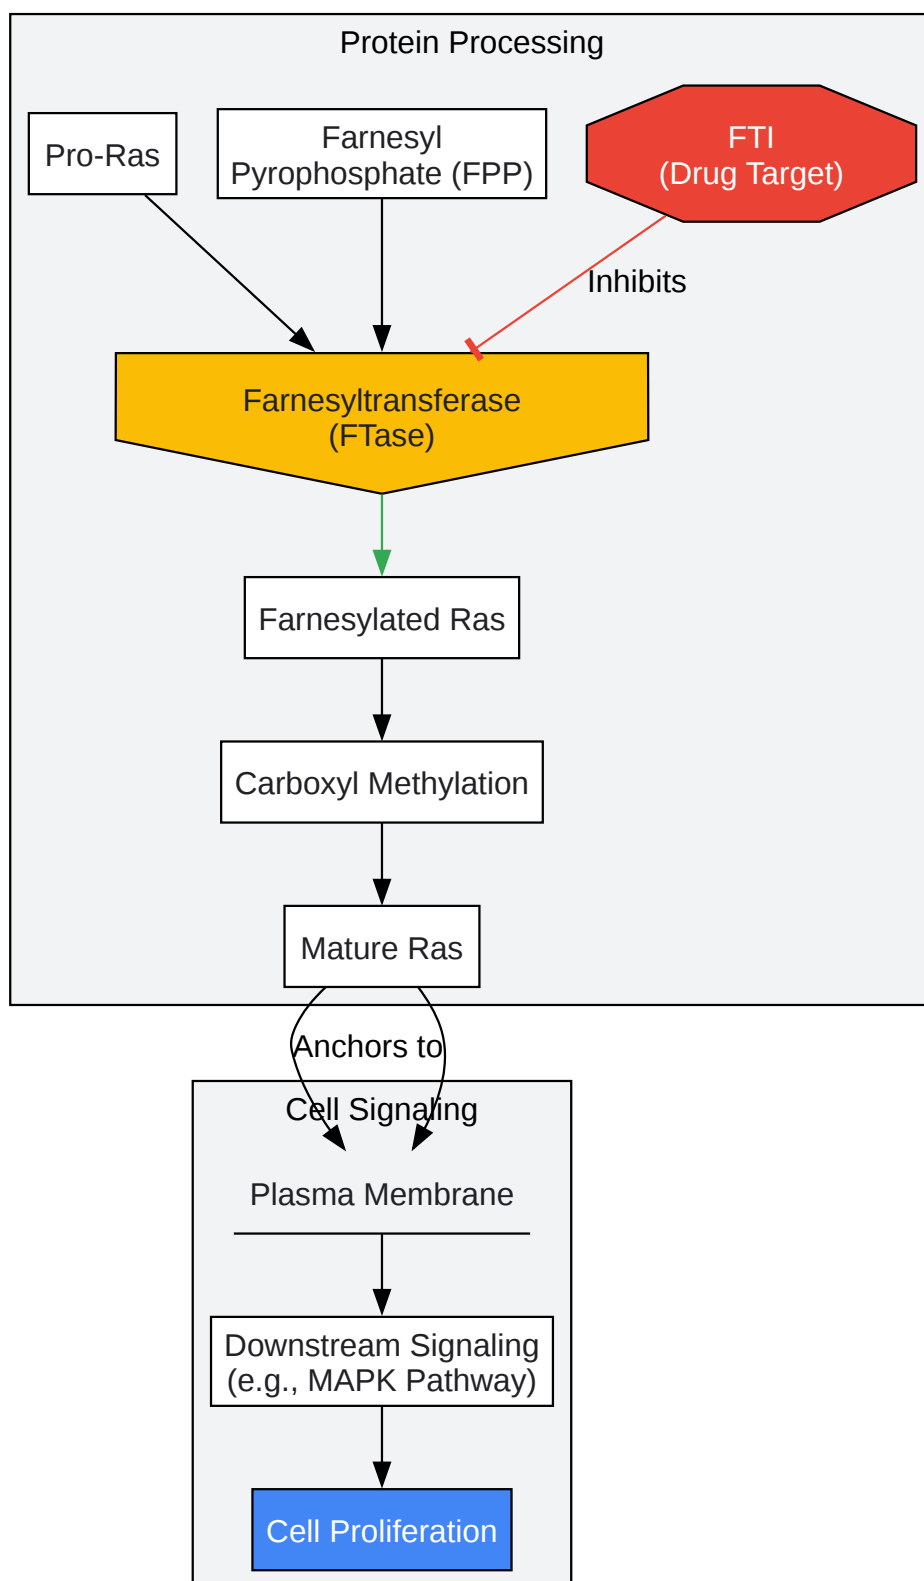 Protein Processing
Pro-Ras
Farnesyl
Pyrophosphate (FPP)
FTI
(Drug Target)
Inhibits
Farnesyltransferase
(FTase)
Farnesylated Ras
Carboxyl Methylation
Mature Ras
Anchors to
Cell Signaling
Plasma Membrane
Downstream Signaling
(e.g., MAPK Pathway)
Cell Proliferation